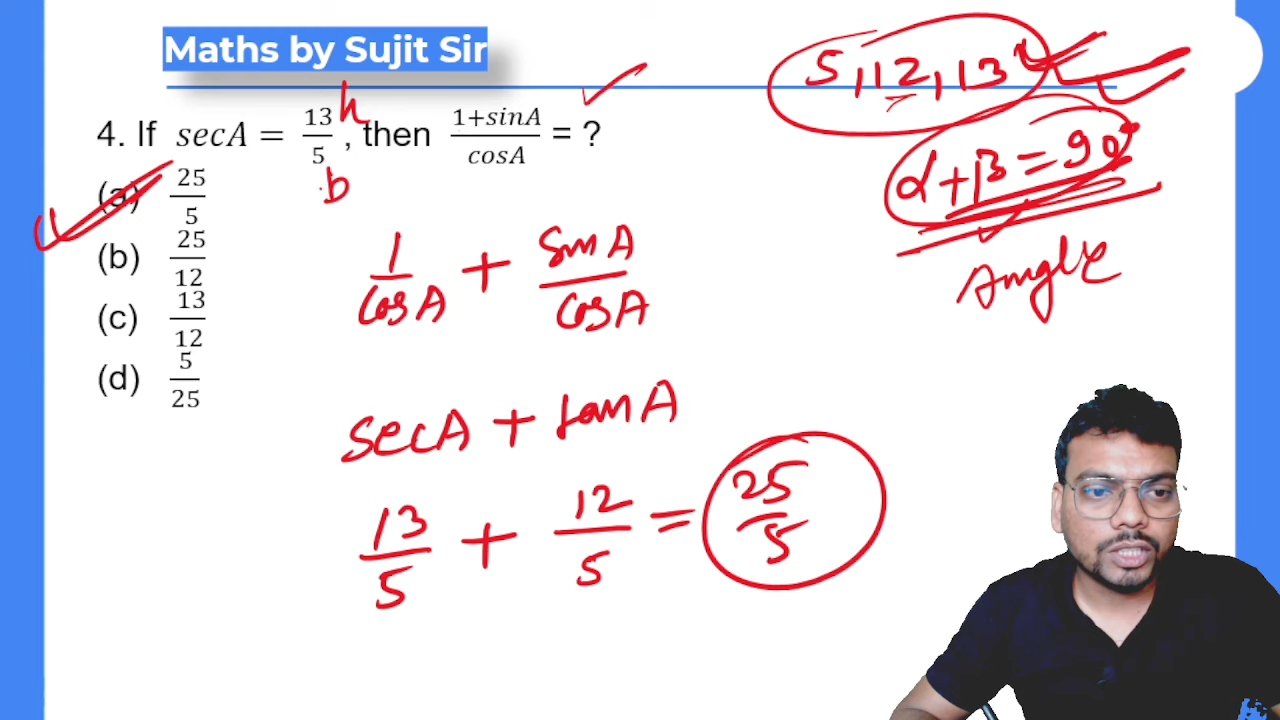 Maths by Sujit Sir
5, 12, 13
4. If secA = 13/5, then (1+sinA)/cosA = ?
h
b
α + β = 90°
Angle
(a) 25/5
(b) 25/12
(c) 13/12
(d) 5/25
1/cosA + sinA/cosA
secA + tanA
13/5 + 12/5 = 25/5